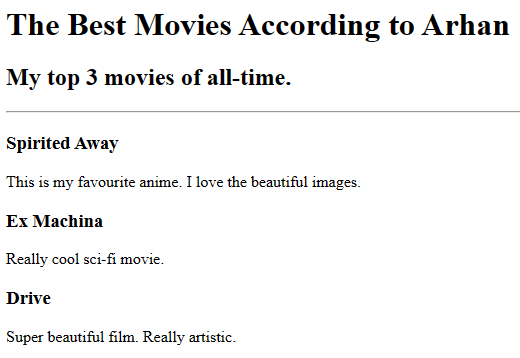 The Best Movies According to Arhan
My top 3 movies of all-time.
Spirited Away
This is my favourite anime. I love the beautiful images.
Ex Machina
Really cool sci-fi movie.
Drive
Super beautiful film. Really artistic.